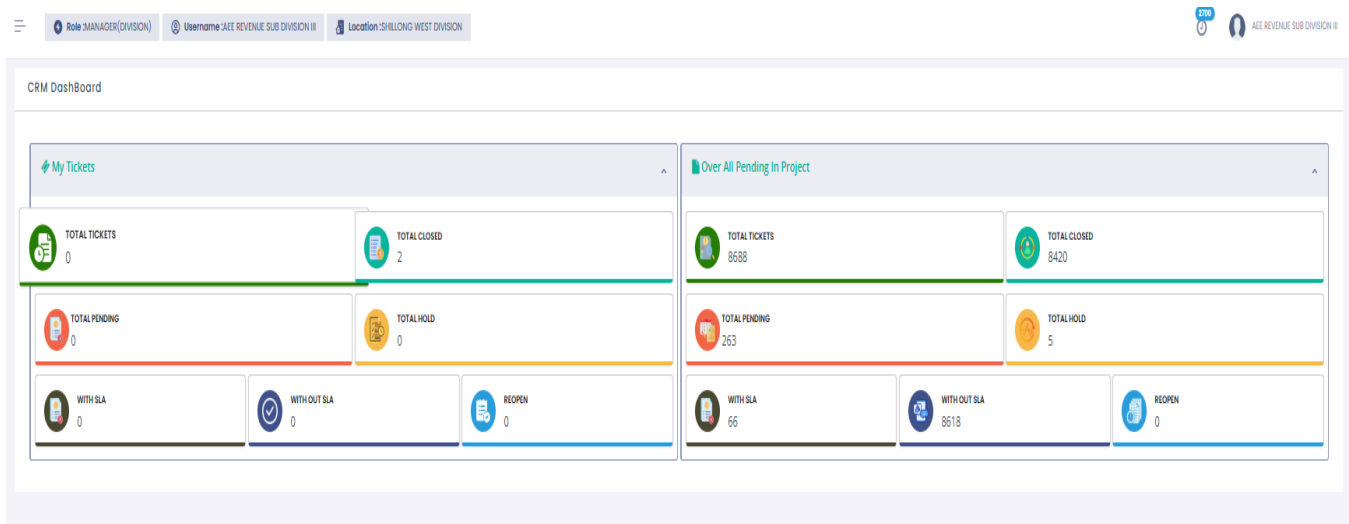 Role :MANAGER(DIVISION) Username :AEE REVENUE SUB DIVISION III Location :SHILLONG WEST DIVISION 2700 AEE REVENUE SUB DIVISION III
CRM DashBoard
My Tickets
TOTAL TICKETS
0
TOTAL CLOSED
2
TOTAL PENDING
0
TOTAL HOLD
0
WITH SLA
0
WITH OUT SLA
0
REOPEN
0
Over All Pending In Project
TOTAL TICKETS
8688
TOTAL CLOSED
8420
TOTAL PENDING
263
TOTAL HOLD
5
WITH SLA
66
WITH OUT SLA
8618
REOPEN
0